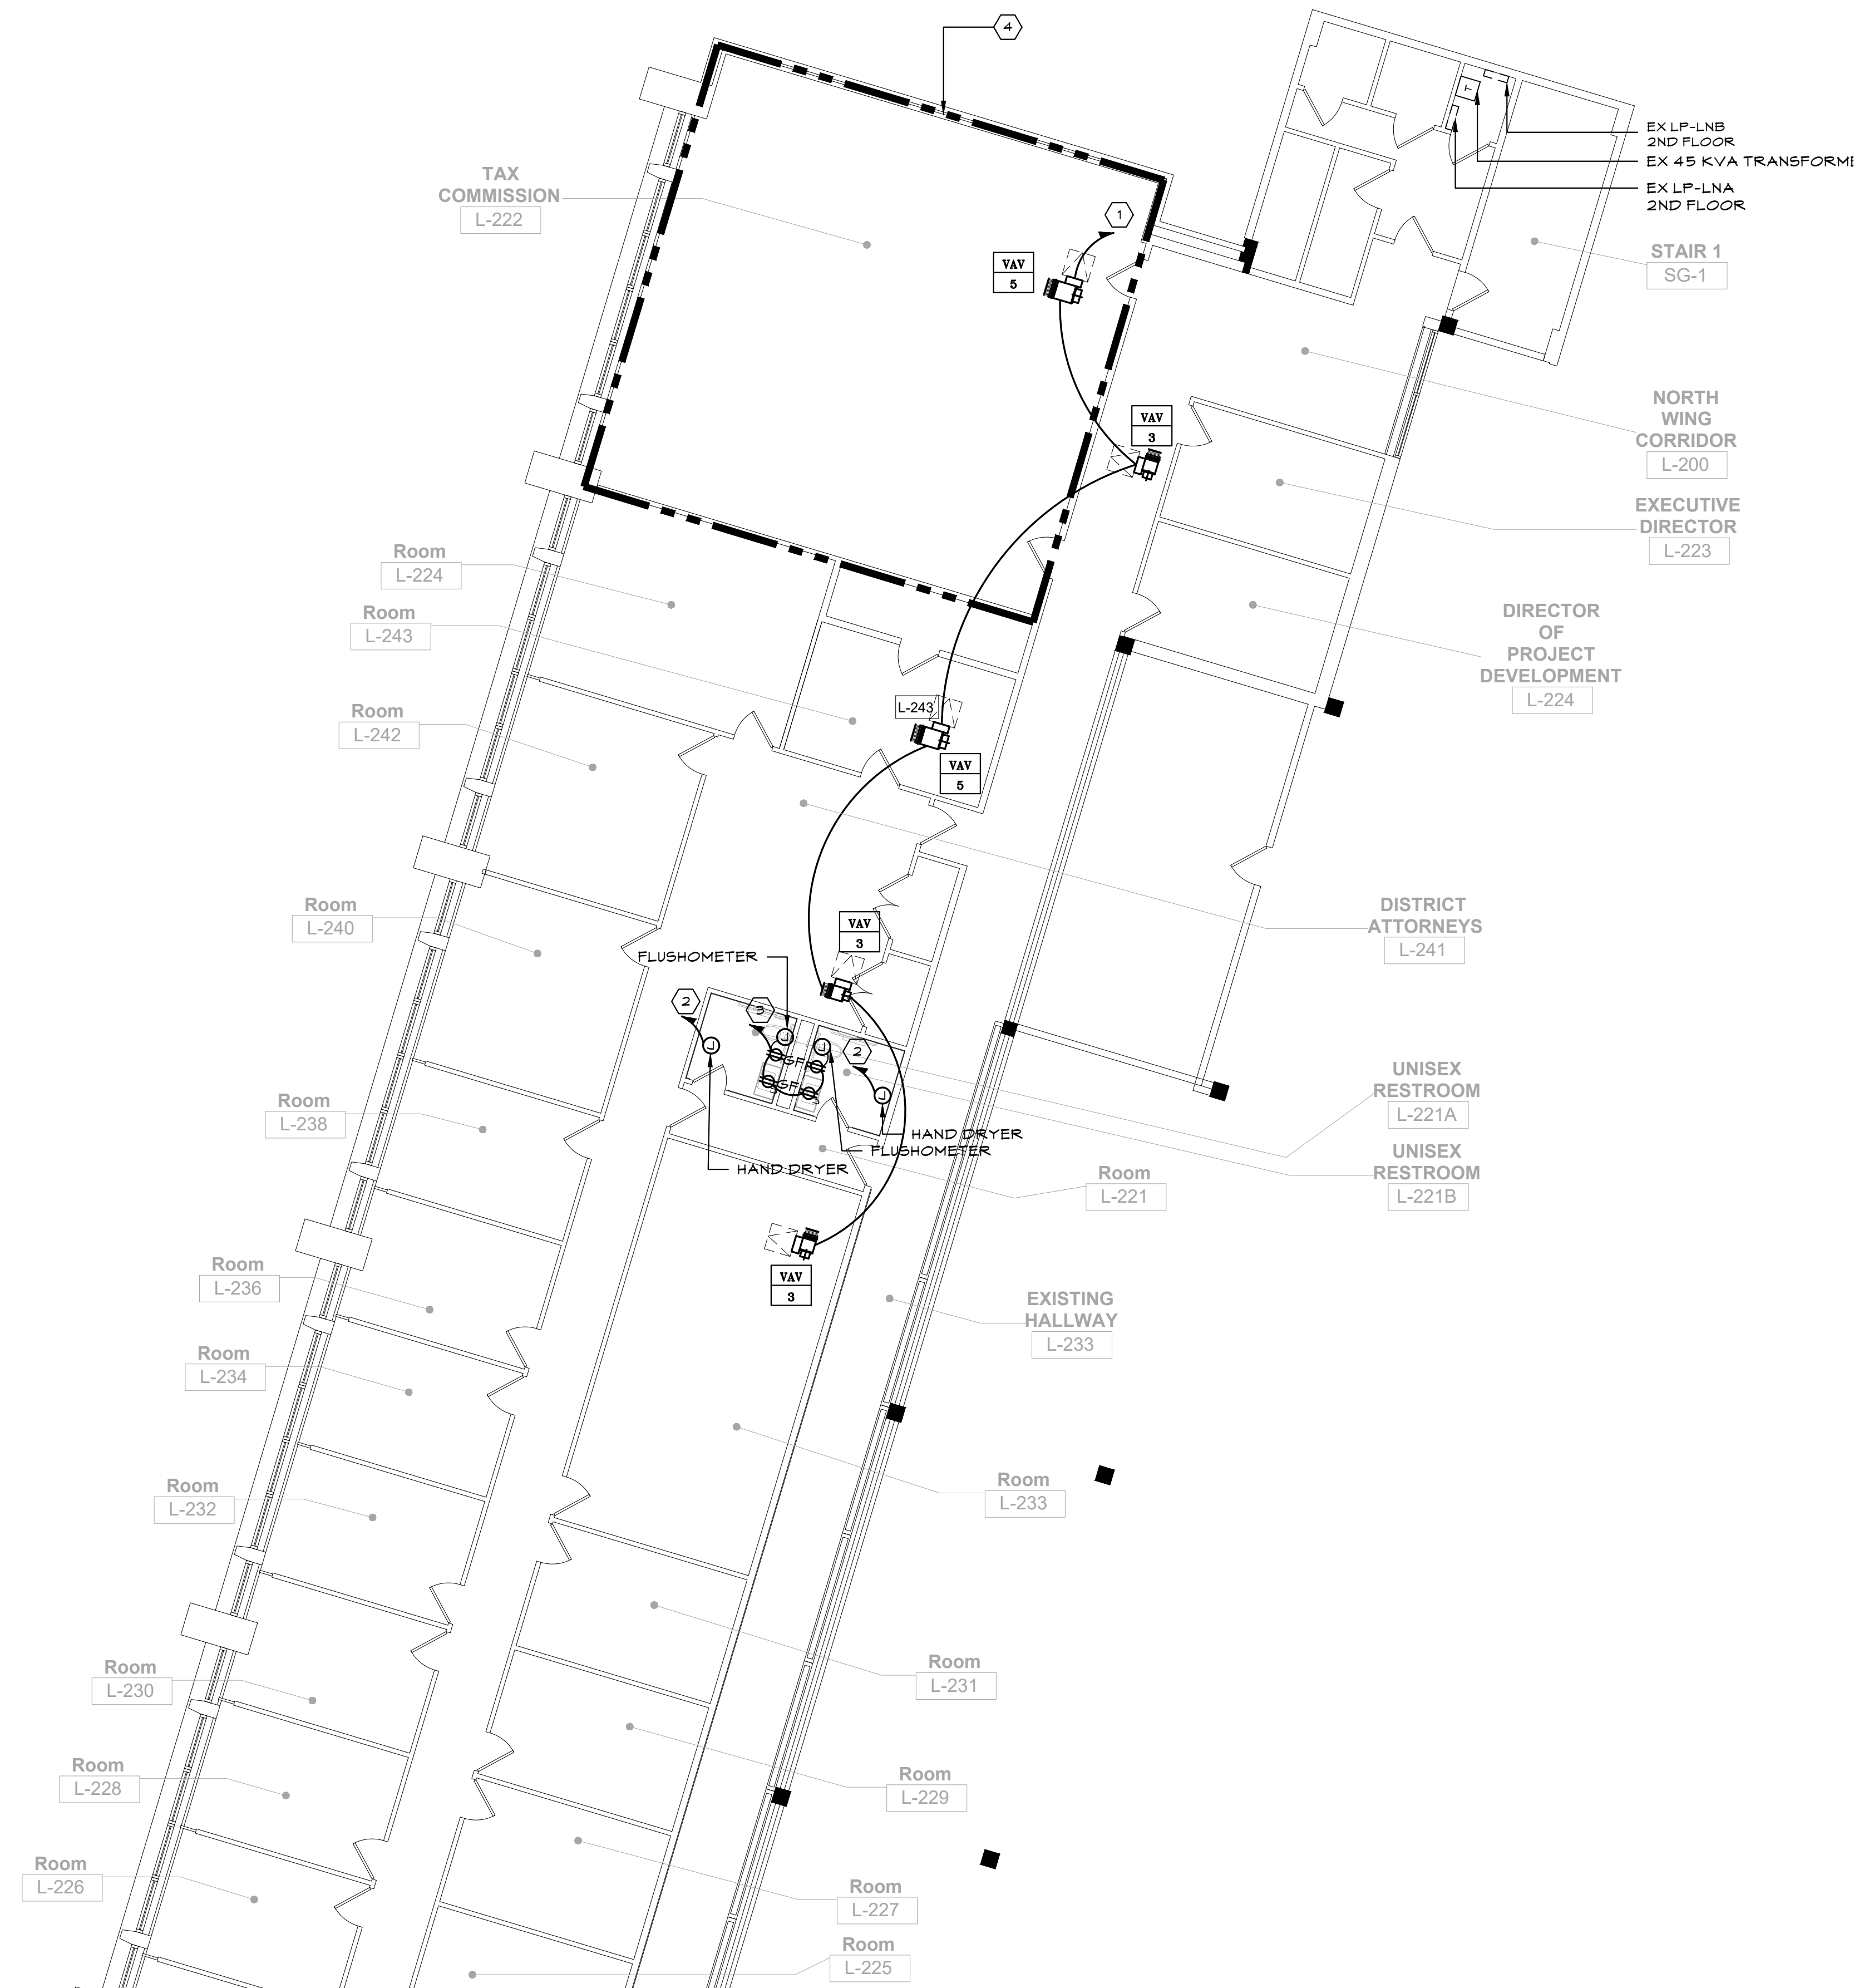 4
EX LP-LNB
2ND FLOOR
T
EX 45 KVA TRANSFORME
EX LP-LNA
2ND FLOOR
TAX
COMMISSION
L-222
1
VAV
5
STAIR 1
SG-1
VAV
3
NORTH
WING
CORRIDOR
L-200
EXECUTIVE
DIRECTOR
L-223
Room
L-224
Room
L-243
DIRECTOR
OF
PROJECT
DEVELOPMENT
L-224
L-243
Room
L-242
VAV
5
Room
L-240
VAV
3
DISTRICT
ATTORNEYS
L-241
FLUSHOMETER
2
3
J
J
J
GF
2
GF
J
Room
L-238
UNISEX
RESTROOM
L-221A
HAND DRYER
FLUSHOMETER
HAND DRYER
UNISEX
RESTROOM
L-221B
Room
L-221
Room
L-236
VAV
3
EXISTING
HALLWAY
L-233
Room
L-234
Room
L-232
Room
L-233
Room
L-230
Room
L-231
Room
L-228
Room
L-229
Room
L-226
Room
L-227
Room
L-225